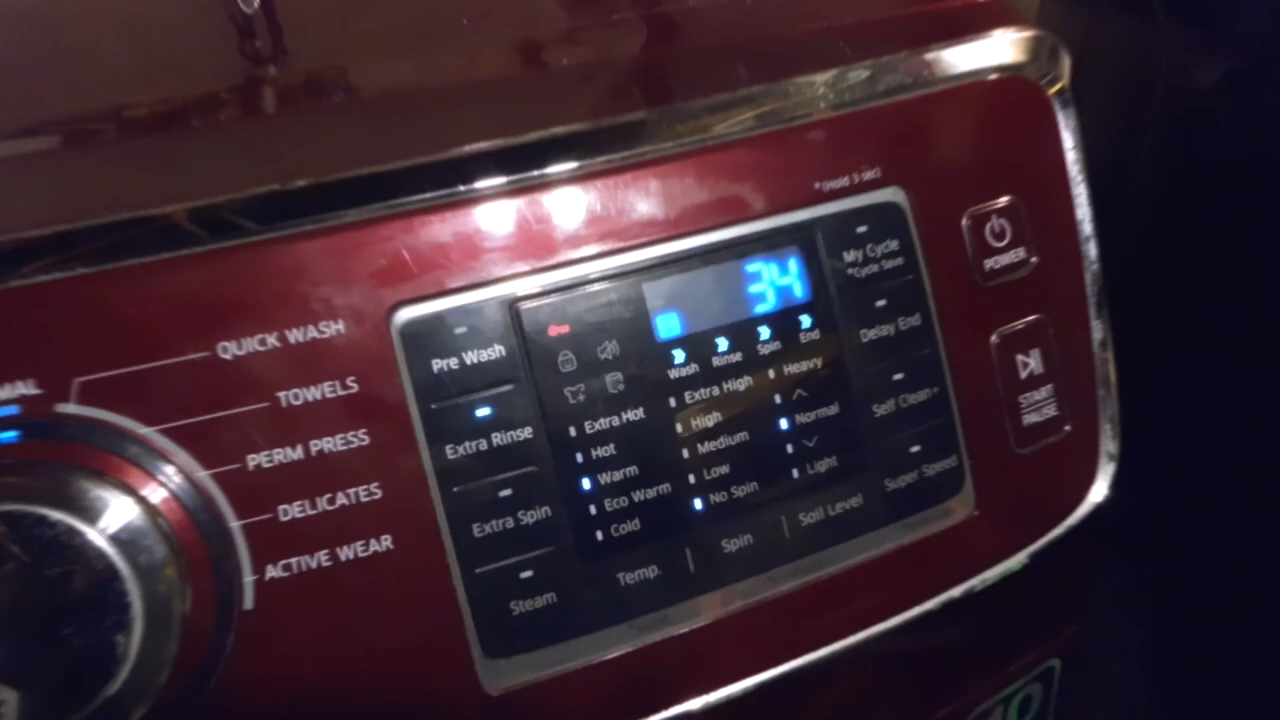 *(Hold 3 sec)
POWER
START
PAUSE
34
Wash Rinse Spin End
My Cycle
*Cycle Save
Delay End
Self Clean+
Super Speed
Pre Wash
Extra Rinse
Extra Spin
Steam
Extra Hot
Hot
Warm
Eco Warm
Cold
Extra High
High
Medium
Low
No Spin
Heavy
Normal
Light
Temp. | Spin | Soil Level
QUICK WASH
TOWELS
PERM PRESS
DELICATES
ACTIVE WEAR